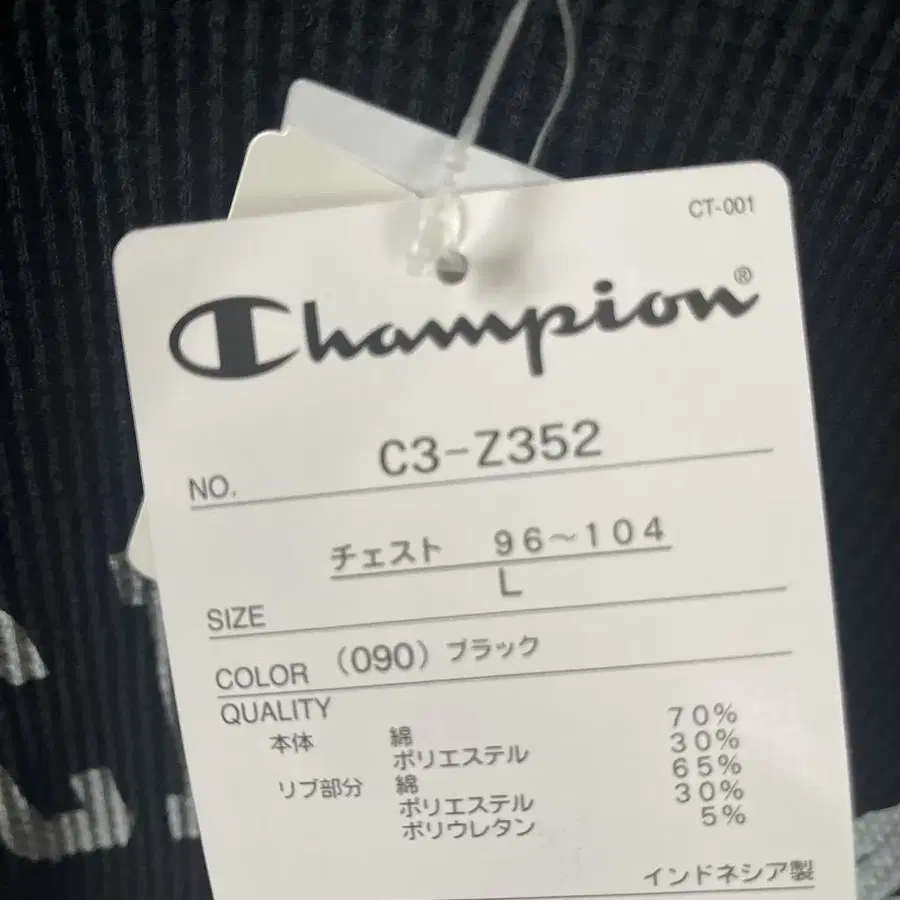 CT-001
Champion®
NO. C3-Z352
チェスト 96~104
L
SIZE
COLOR (090) ブラック
QUALITY
本体 綿 70%
ポリエステル 30%
リブ部分 綿 65%
ポリエステル 30%
ポリウレタン 5%
インドネシア製